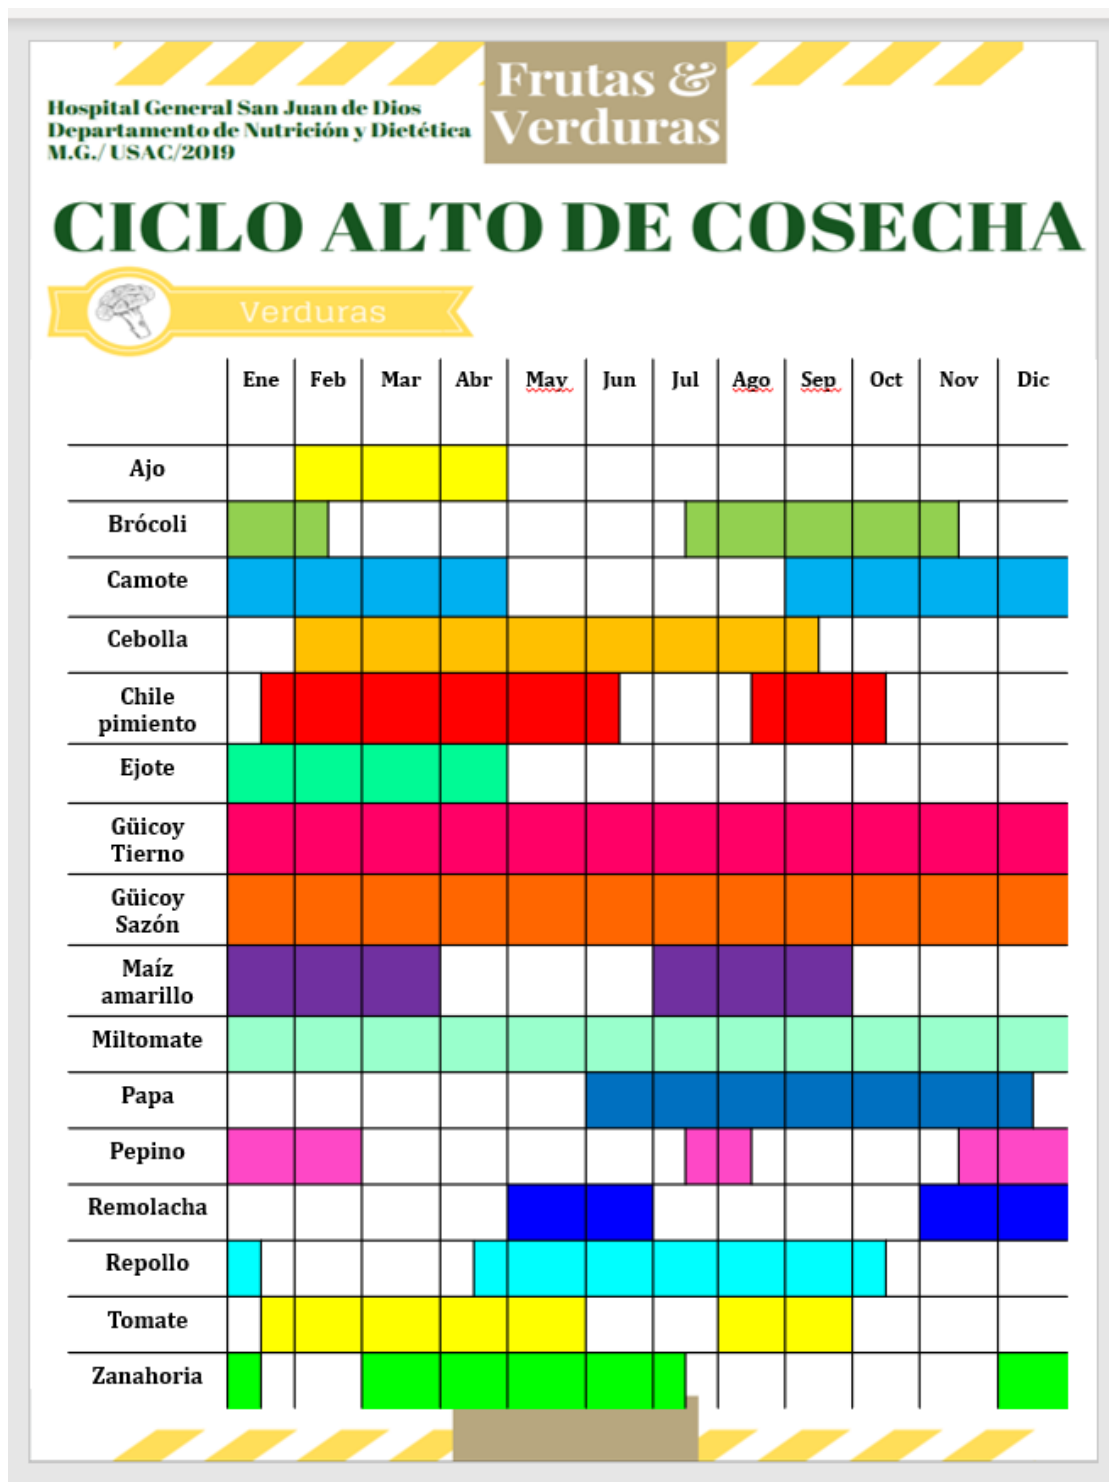 Frutas &
Verduras
Hospital General San Juan de Dios
Departamento de Nutrición y Dietética
M.G./ USAC/2019
CICLO ALTO DE COSECHA
Verduras
Ene Feb Mar Abr May Jun Jul Ago Sep Oct Nov Dic
Ajo
Brócoli
Camote
Cebolla
Chile
pimiento
Ejote
Güicoy
Tierno
Güicoy
Sazón
Maíz
amarillo
Miltomate
Papa
Pepino
Remolacha
Repollo
Tomate
Zanahoria